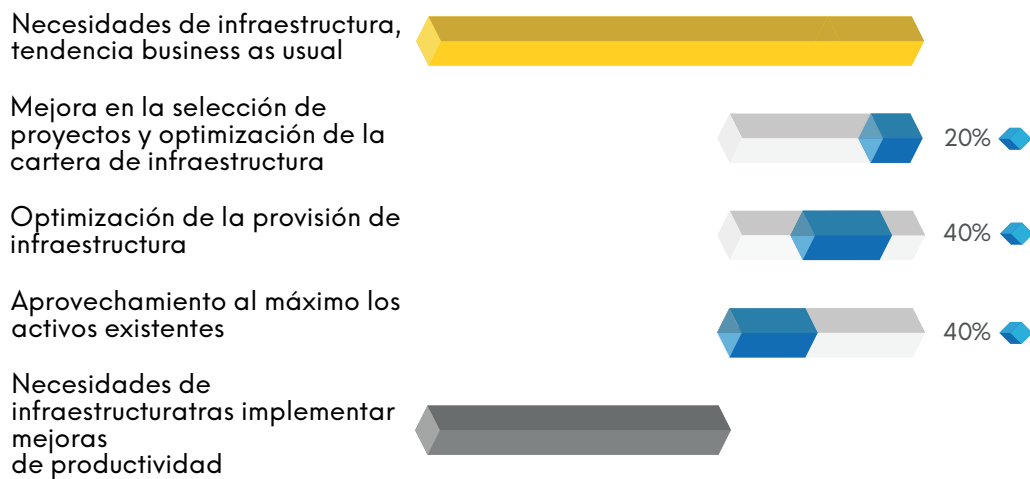 Necesidades de infraestructura,
tendencia business as usual
Mejora en la selección de
proyectos y optimización de la
cartera de infraestructura
20%
Optimización de la provisión de
infraestructura
40%
Aprovechamiento al máximo los
activos existentes
40%
Necesidades de
infraestructuratras implementar
mejoras
de productividad